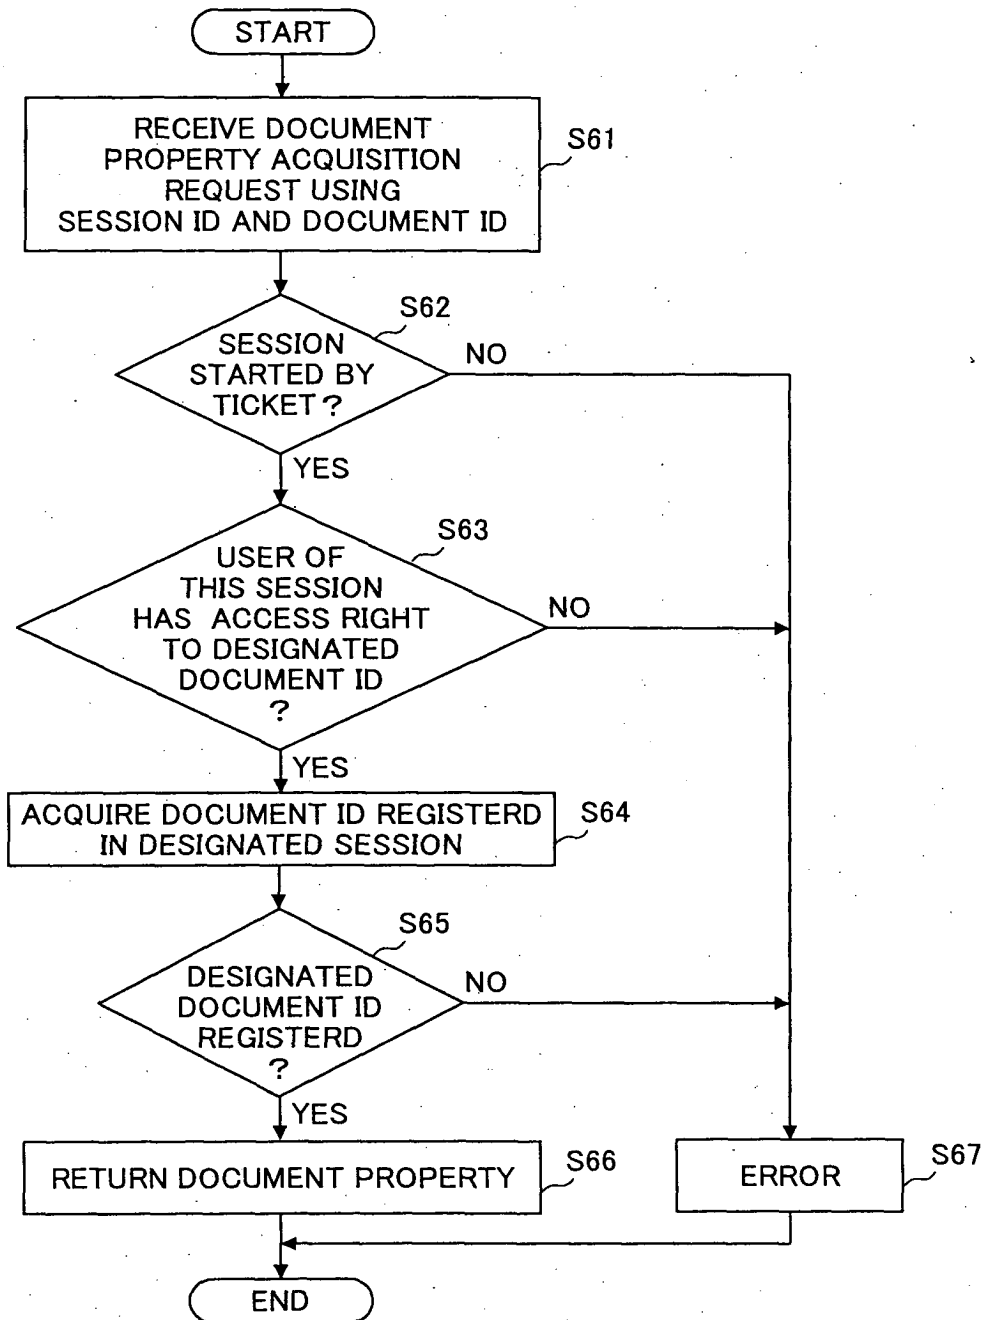 START
RECEIVE DOCUMENT
PROPERTY ACQUISITION
REQUEST USING
SESSION ID AND DOCUMENT ID
S61
S62
SESSION
STARTED BY
TICKET ?
NO
YES
S63
USER OF
THIS SESSION
HAS ACCESS RIGHT
TO DESIGNATED
DOCUMENT ID
?
NO
YES
ACQUIRE DOCUMENT ID REGISTERD
IN DESIGNATED SESSION
S64
S65
DESIGNATED
DOCUMENT ID
REGISTERD
?
NO
YES
RETURN DOCUMENT PROPERTY
S66
ERROR
S67
END